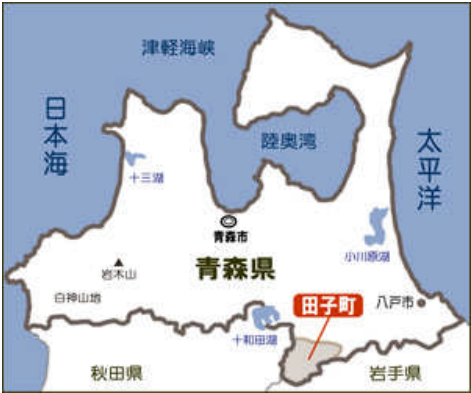 津軽海峡
日本海
陸奥湾
太平洋
十三湖
青森市
小川原湖
青森県
岩木山
白神山地
田子町
八戸市
十和田湖
秋田県
岩手県